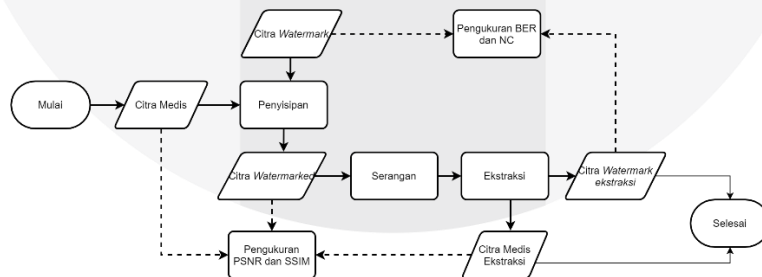 Citra Watermark
Pengukuran BER
dan NC
Mulai
Citra Medis
Penyisipan
Citra Watermarked
Serangan
Ekstraksi
Citra Watermark
ekstraksi
Selesai
Pengukuran
PSNR dan SSIM
Citra Medis
Ekstraksi